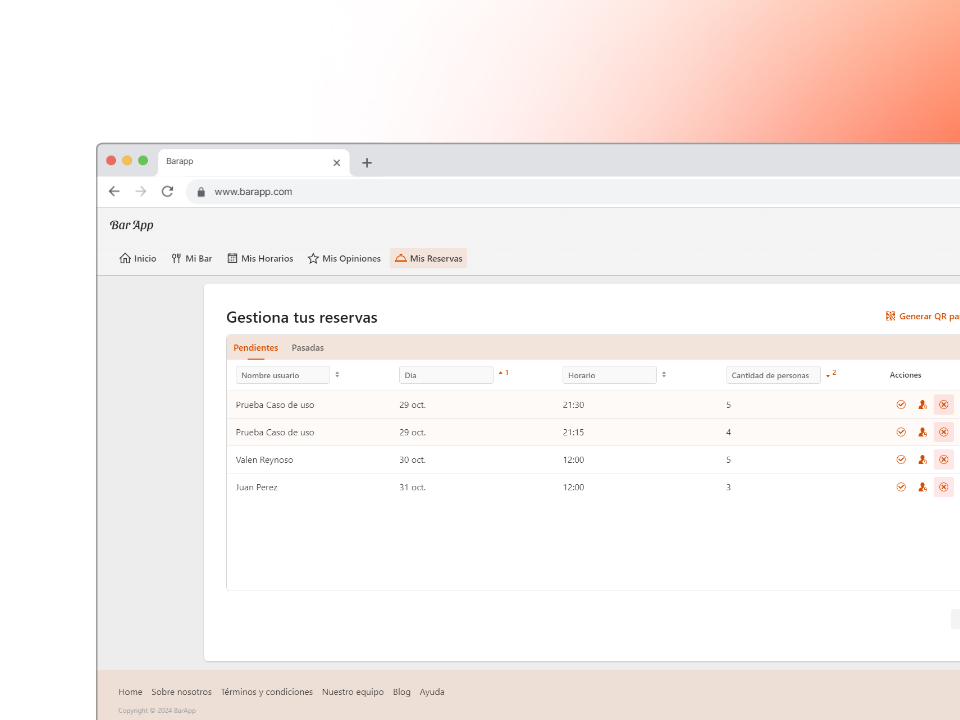 Barapp
www.barapp.com
Bar App
Inicio Mi Bar Mis Horarios Mis Opiniones Mis Reservas
Gestiona tus reservas Generar QR
Pendientes Pasadas
Nombre usuario Día 1 Horario Cantidad de personas 2 Acciones
Prueba Caso de uso 29 oct. 21:30 5
Prueba Caso de uso 29 oct. 21:15 4
Valen Reynoso 30 oct. 12:00 5
Juan Perez 31 oct. 12:00 3
Home Sobre nosotros Términos y condiciones Nuestro equipo Blog Ayuda
Copyright © 2024 BarApp